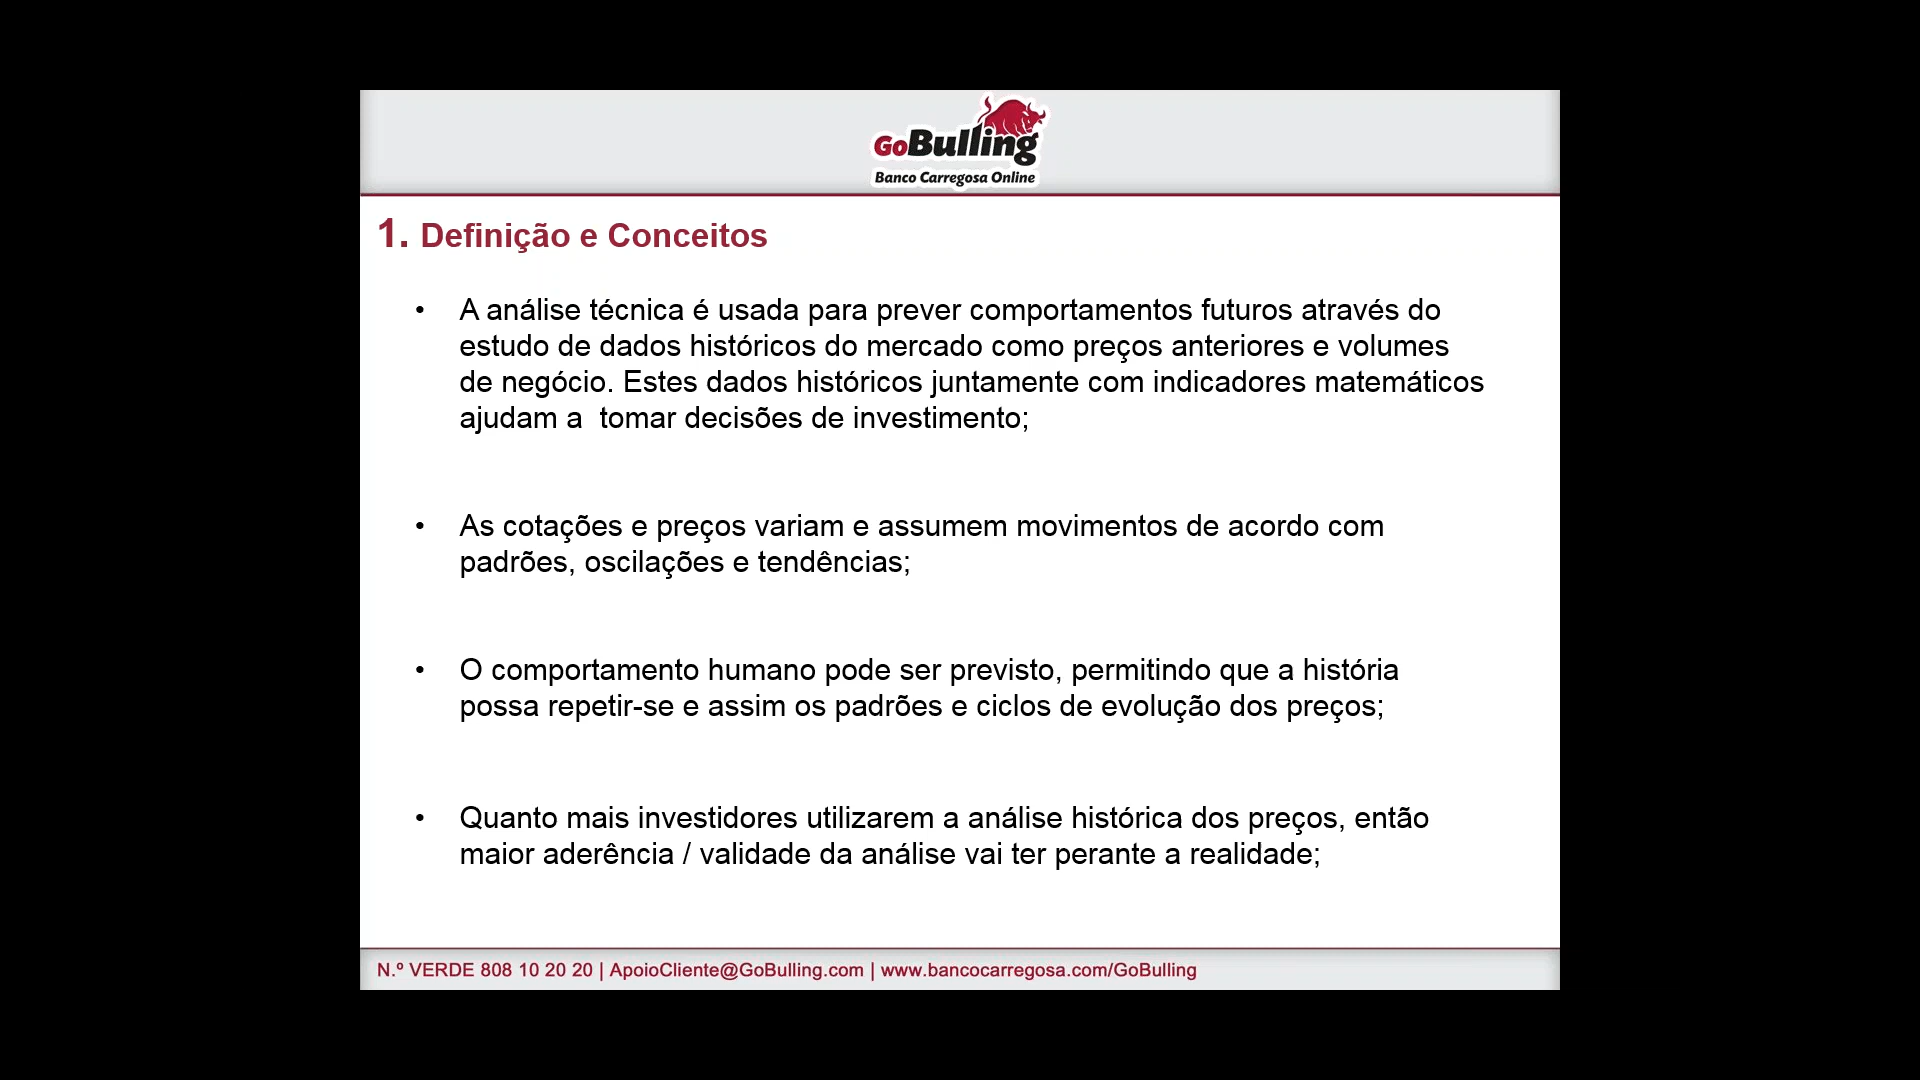 GoBulling
Banco Carregosa Online
1. Definição e Conceitos
• A análise técnica é usada para prever comportamentos futuros através do
estudo de dados históricos do mercado como preços anteriores e volumes
de negócio. Estes dados históricos juntamente com indicadores matemáticos
ajudam a  tomar decisões de investimento;
• As cotações e preços variam e assumem movimentos de acordo com
padrões, oscilações e tendências;
• O comportamento humano pode ser previsto, permitindo que a história
possa repetir-se e assim os padrões e ciclos de evolução dos preços;
• Quanto mais investidores utilizarem a análise histórica dos preços, então
maior aderência / validade da análise vai ter perante a realidade;
N.º VERDE 808 10 20 20 | ApoioCliente@GoBulling.com | www.bancocarregosa.com/GoBulling